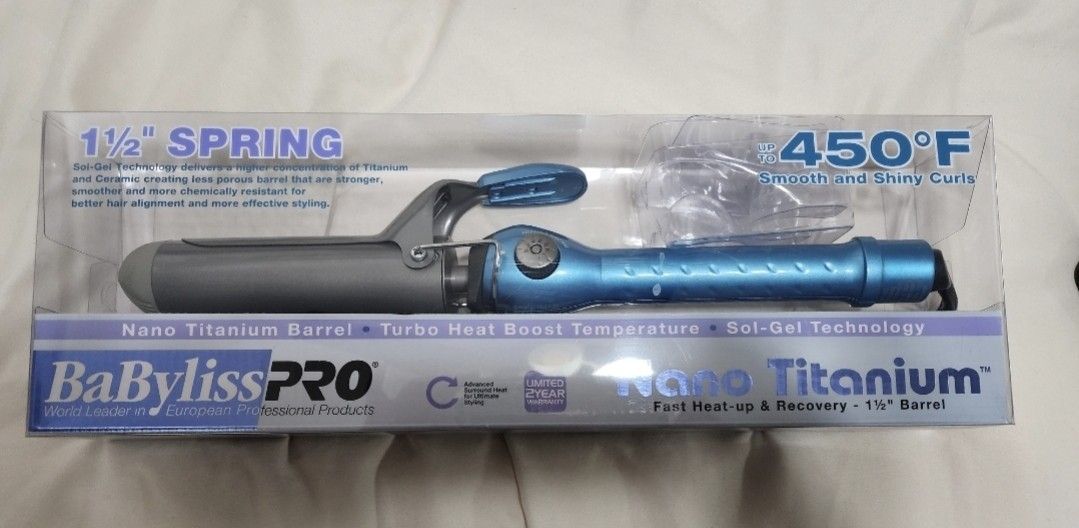 1½" SPRING
Sol-Gel Technology delivers a higher concentration of Titanium
and Ceramic creating less porous barrel that are stronger,
smoother and more chemically resistant for
better hair alignment and more effective styling.
UP TO 450°F
Smooth and Shiny Curls
Nano Titanium Barrel • Turbo Heat Boost Temperature • Sol-Gel Technology
BaBylissPRO®
World Leader in European Professional Products
Advanced
Surround Heat
for Ultimate
Styling
LIMITED
2YEAR
WARRANTY
Nano Titanium™
Fast Heat-up & Recovery - 1½" Barrel